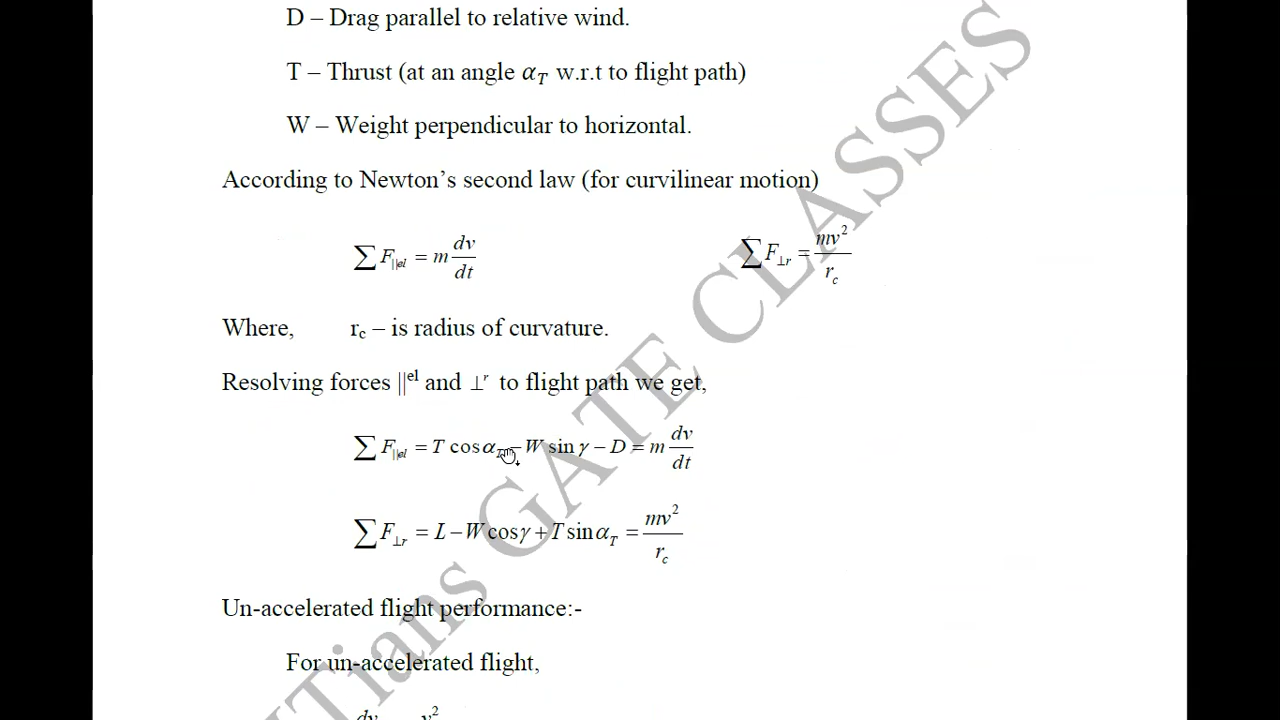 D – Drag parallel to relative wind.
T – Thrust (at an angle α_T w.r.t to flight path)
W – Weight perpendicular to horizontal.
According to Newton's second law (for curvilinear motion)
∑ F_||el = m dv/dt ∑ F_⊥r = mv²/r_c
Where, r_c – is radius of curvature.
Resolving forces ||^el and ⊥^r to flight path we get,
∑ F_||el = T cos α_T – W sin γ – D = m dv/dt
∑ F_⊥r = L – W cos γ + T sin α_T = mv²/r_c
Un-accelerated flight performance:-
For un-accelerated flight,
dv v²
IITians GATE CLASSES